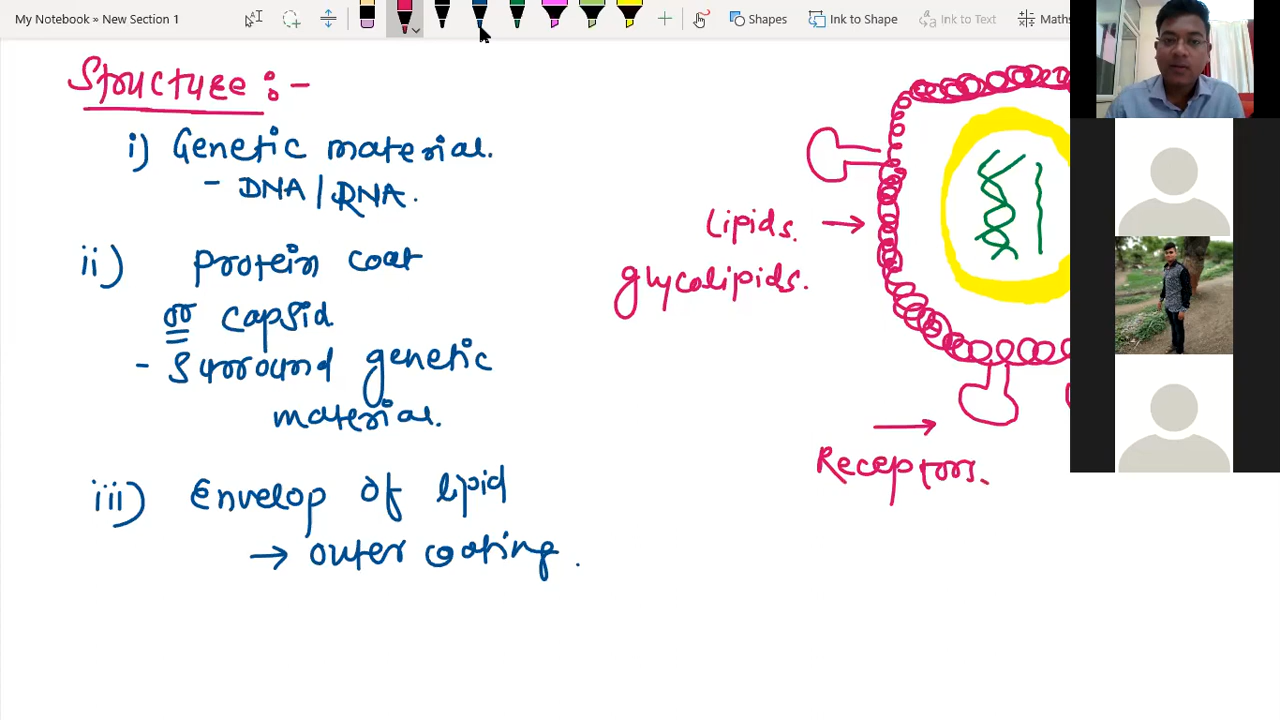 My Notebook » New Section 1
Shapes
Ink to Shape
Ink to Text
Maths
Structure :-
i) Genetic material.
- DNA / RNA.
ii) protein coat
or capsid
- Surround genetic
material.
iii) Envelop of lipid
→ outer coating.
Lipids. →
glycolipids.
→
Receptors.